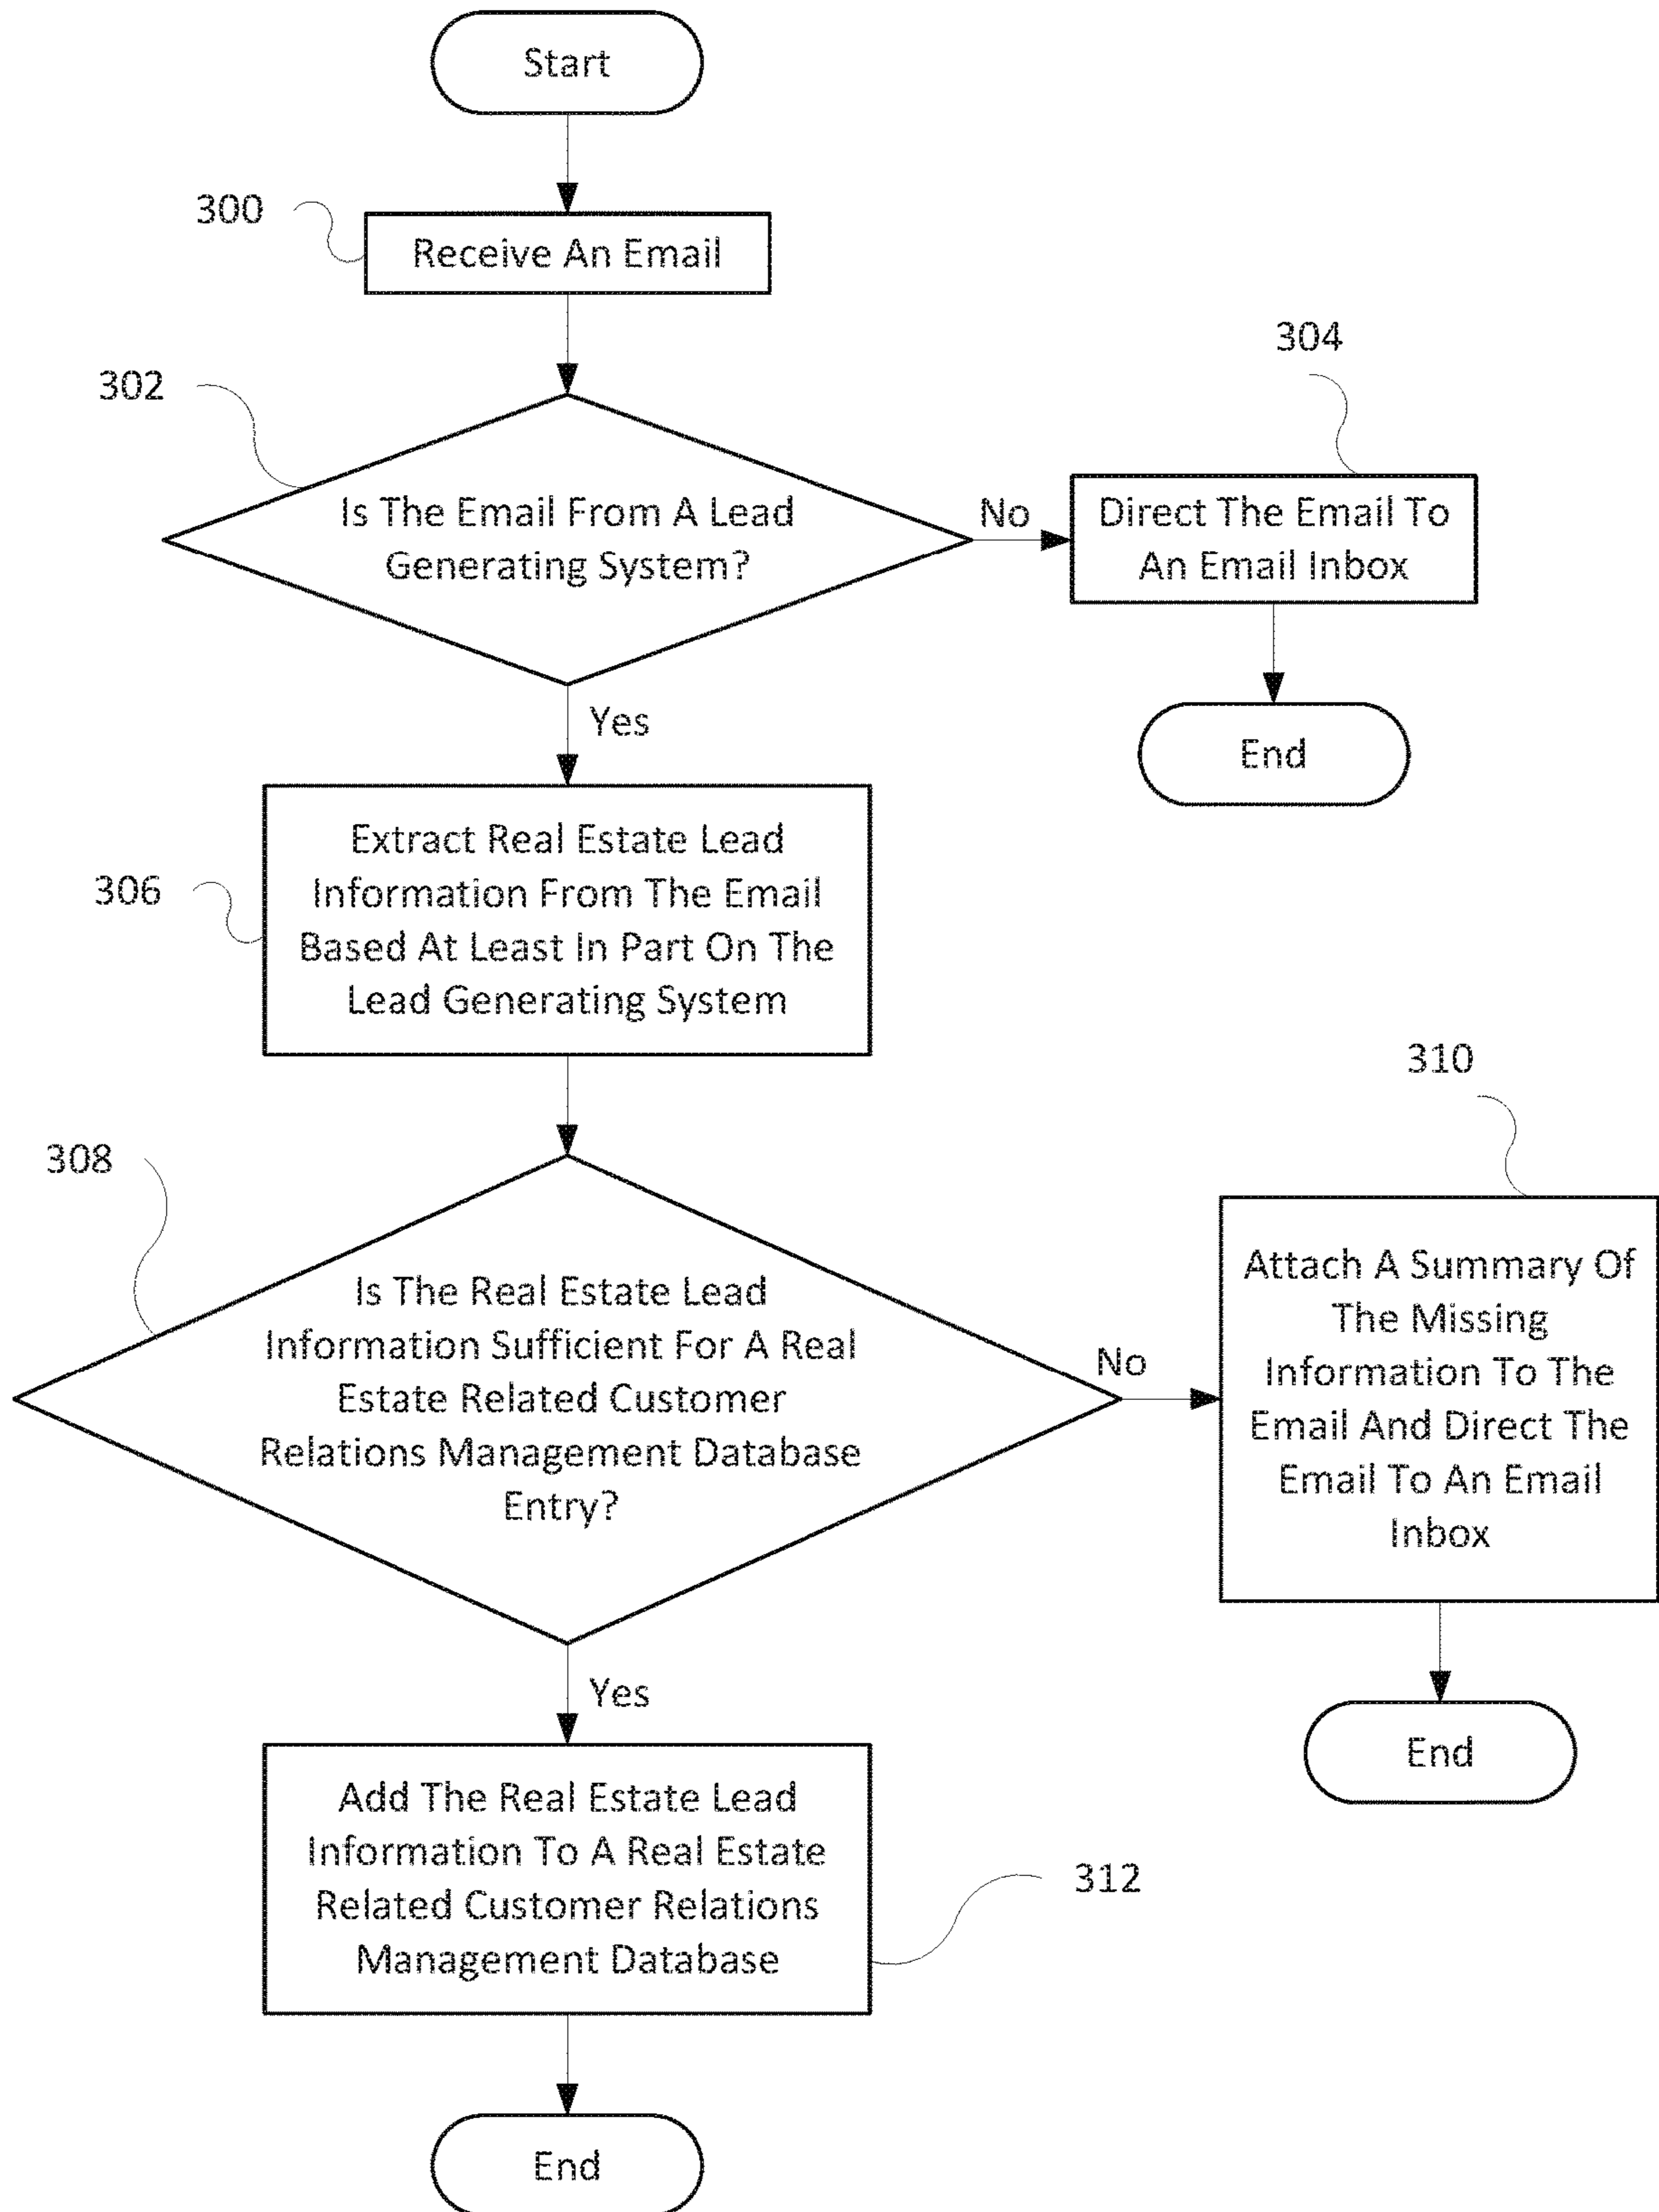 Start
300
Receive An Email
302
Is The Email From A Lead
Generating System?
No
304
Direct The Email To
An Email Inbox
End
Yes
306
Extract Real Estate Lead
Information From The Email
Based At Least In Part On The
Lead Generating System
308
Is The Real Estate Lead
Information Sufficient For A Real
Estate Related Customer
Relations Management Database
Entry?
No
310
Attach A Summary Of
The Missing
Information To The
Email And Direct The
Email To An Email
Inbox
End
Yes
Add The Real Estate Lead
Information To A Real Estate
Related Customer Relations
Management Database
312
End